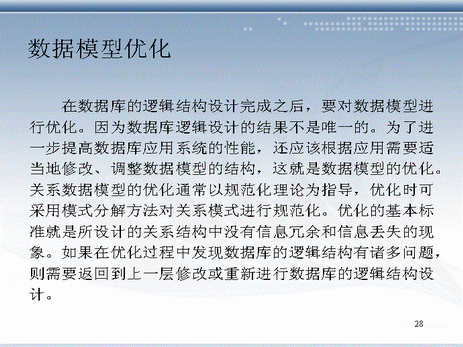 数据模型优化
在数据库的逻辑结构设计完成之后，要对数据模型进
行优化。因为数据库逻辑设计的结果不是唯一的。为了进
一步提高数据库应用系统的性能，还应该根据应用需要适
当地修改、调整数据模型的结构，这就是数据模型的优化。
关系数据模型的优化通常以规范化理论为指导，优化时可
采用模式分解方法对关系模式进行规范化。优化的基本标
准就是所设计的关系结构中没有信息冗余和信息丢失的现
象。如果在优化过程中发现数据库的逻辑结构有诸多问题，
则需要返回到上一层修改或重新进行数据库的逻辑结构设
计。
28